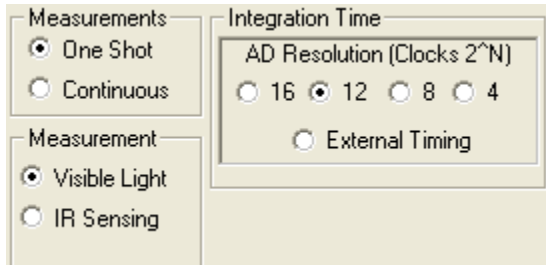 Measurements
One Shot
Continuous
Measurement
Visible Light
IR Sensing
Integration Time
AD Resolution (Clocks 2^N)
16 12 8 4
External Timing